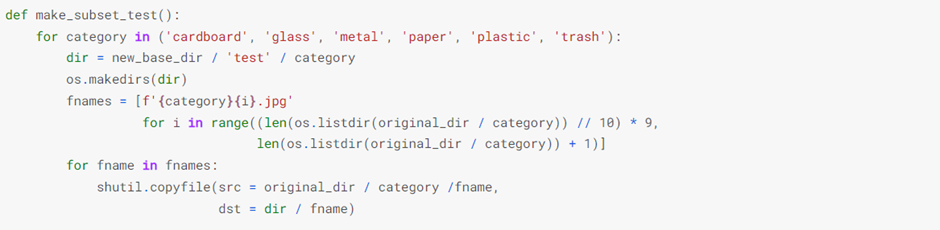 def make_subset_test():
    for category in ('cardboard', 'glass', 'metal', 'paper', 'plastic', 'trash'):
        dir = new_base_dir / 'test' / category
        os.makedirs(dir)
        fnames = [f'{category}{i}.jpg'
                  for i in range((len(os.listdir(original_dir / category)) // 10) * 9,
                                 len(os.listdir(original_dir / category)) + 1)]
        for fname in fnames:
            shutil.copyfile(src = original_dir / category /fname,
                            dst = dir / fname)